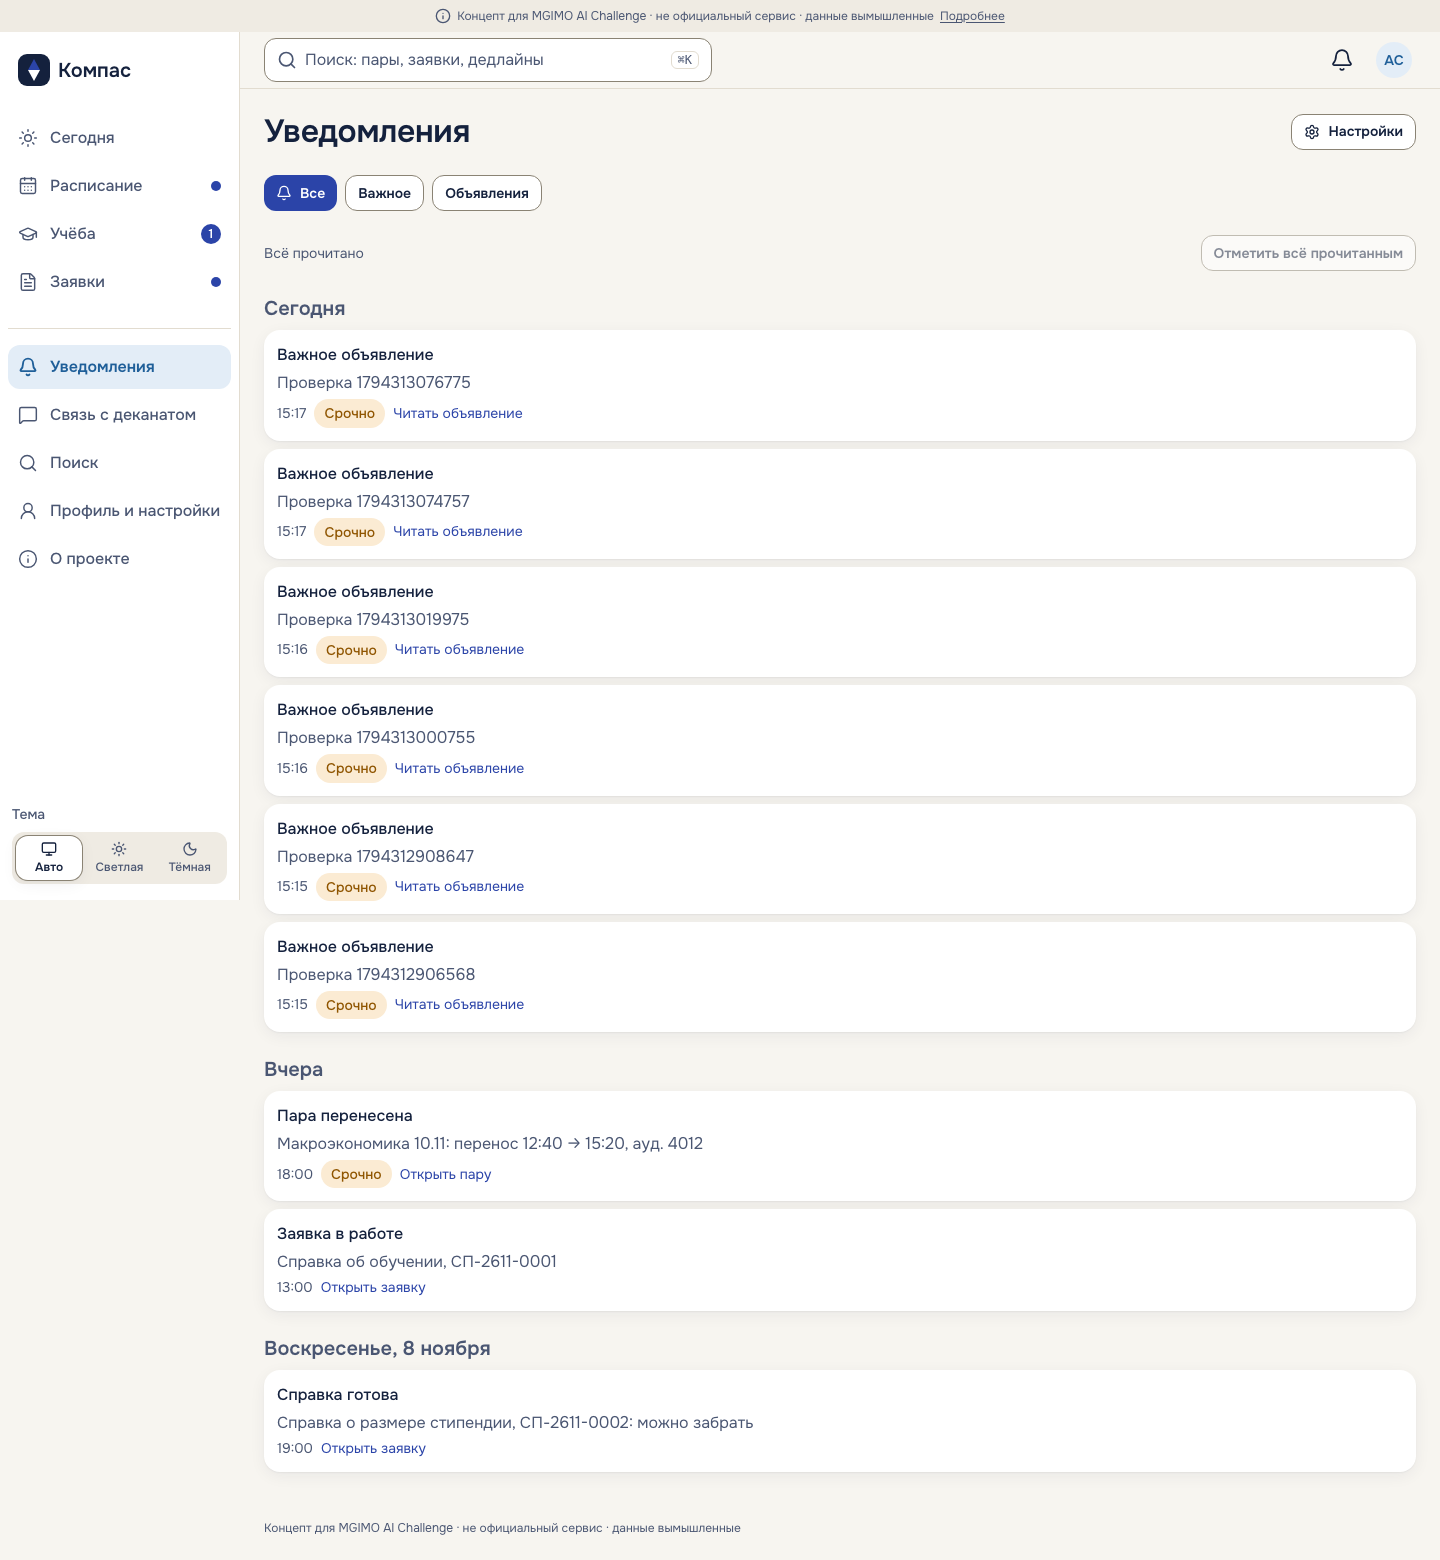 Концепт для MGIMO AI Challenge · не официальный сервис · данные вымышленные Подробнее
Компас
Поиск: пары, заявки, дедлайны
⌘K
АС
Сегодня
Расписание
Учёба
1
Заявки
Уведомления
Связь с деканатом
Поиск
Профиль и настройки
О проекте
Тема
Авто
Светлая
Тёмная
Уведомления
Настройки
Все
Важное
Объявления
Всё прочитано
Отметить всё прочитанным
Сегодня
Важное объявление
Проверка 1794313076775
15:17 Срочно Читать объявление
Важное объявление
Проверка 1794313074757
15:17 Срочно Читать объявление
Важное объявление
Проверка 1794313019975
15:16 Срочно Читать объявление
Важное объявление
Проверка 1794313000755
15:16 Срочно Читать объявление
Важное объявление
Проверка 1794312908647
15:15 Срочно Читать объявление
Важное объявление
Проверка 1794312906568
15:15 Срочно Читать объявление
Вчера
Пара перенесена
Макроэкономика 10.11: перенос 12:40 → 15:20, ауд. 4012
18:00 Срочно Открыть пару
Заявка в работе
Справка об обучении, СП-2611-0001
13:00 Открыть заявку
Воскресенье, 8 ноября
Справка готова
Справка о размере стипендии, СП-2611-0002: можно забрать
19:00 Открыть заявку
Концепт для MGIMO AI Challenge · не официальный сервис · данные вымышленные